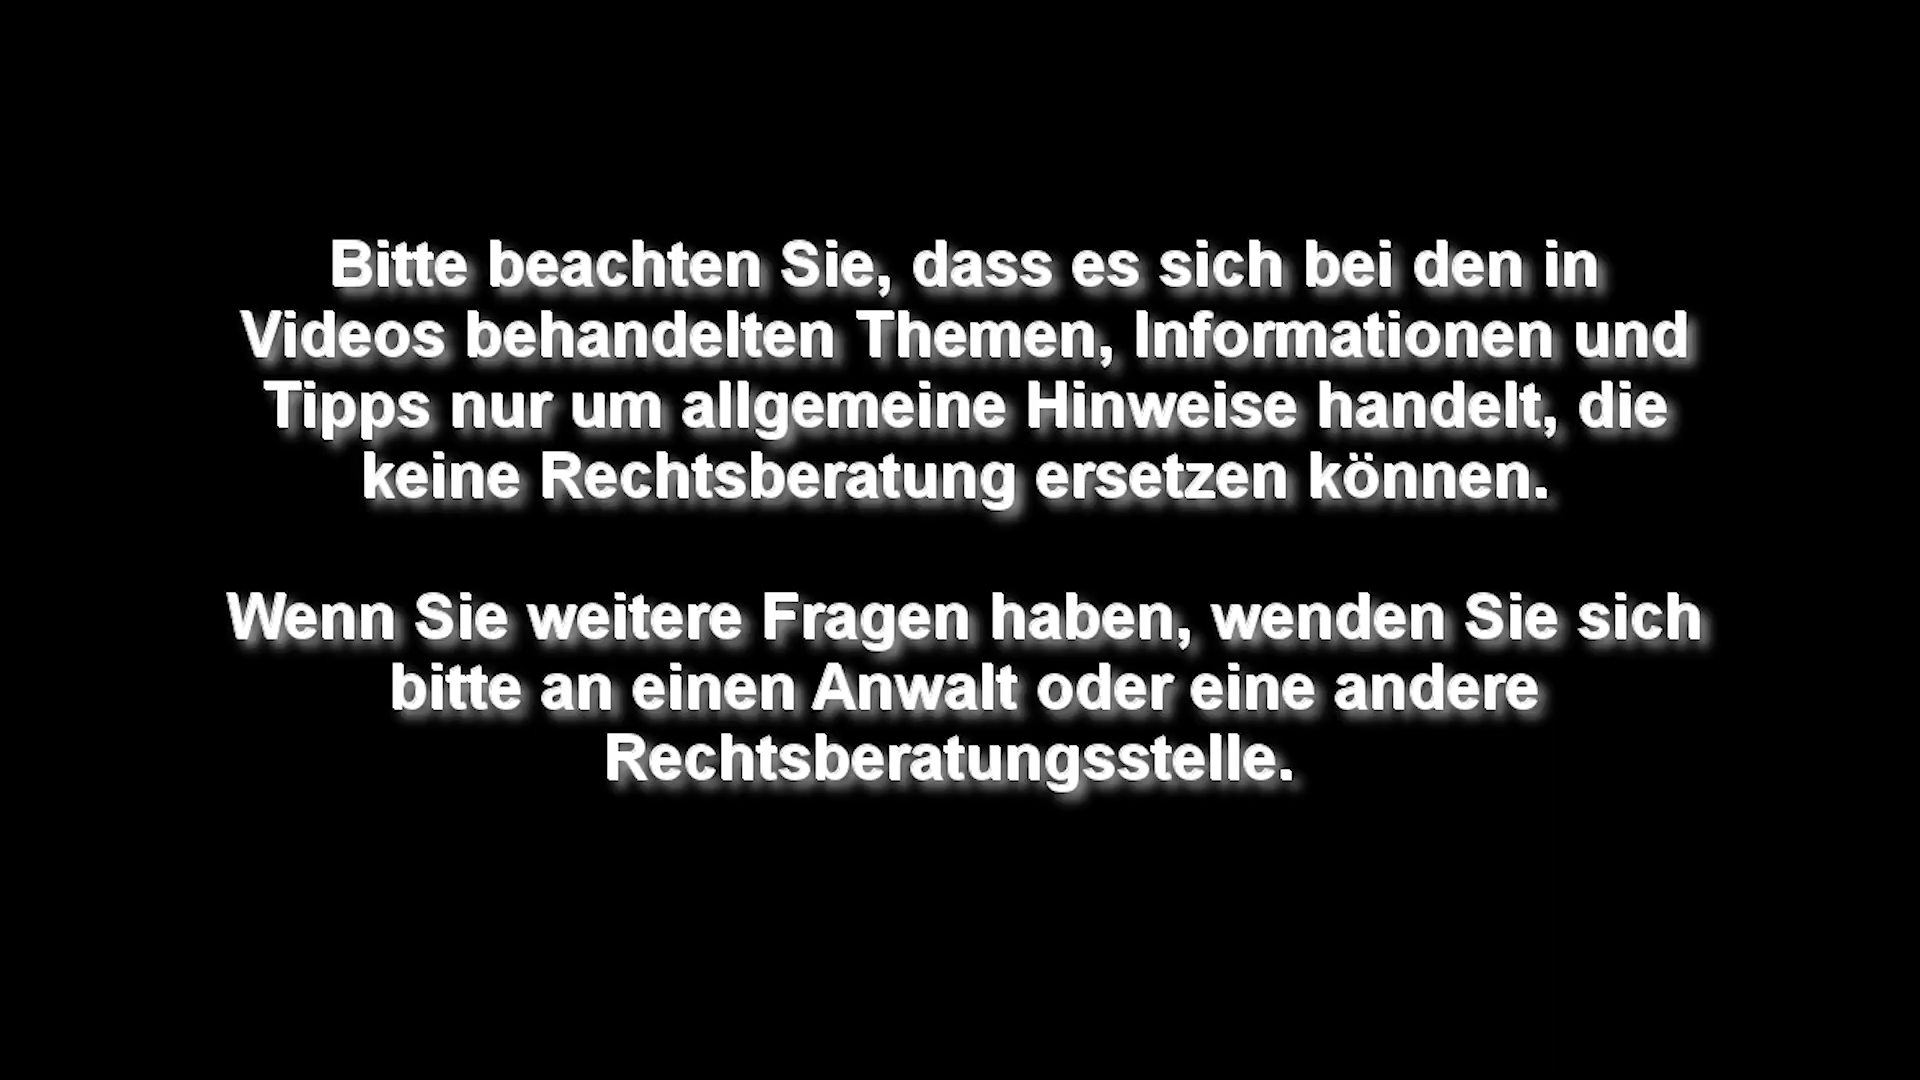 Bitte beachten Sie, dass es sich bei den in
Videos behandelten Themen, Informationen und
Tipps nur um allgemeine Hinweise handelt, die
keine Rechtsberatung ersetzen können.
Wenn Sie weitere Fragen haben, wenden Sie sich
bitte an einen Anwalt oder eine andere
Rechtsberatungsstelle.